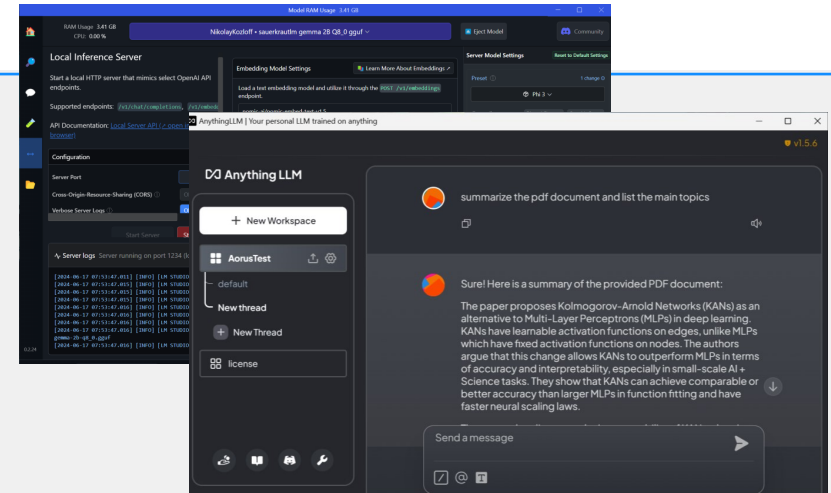 Model RAM Usage 3.41 GB
RAM Usage 3.41 GB
CPU: 0.00 %
NikolayKozloff • sauerkrautlm gemma 2B Q8_0 gguf
Eject Model
Community
Local Inference Server
Start a local HTTP server that mimics select OpenAI API
endpoints.
Supported endpoints: /v1/chat/completions, /v1/embedd
API Documentation: Local Server API (↗ open
browser)
Configuration
Server Port
Cross-Origin-Resource-Sharing (CORS)
Verbose Server Logs
Start Server
Server logs Server running on port 1234
[2024-06-17 07:53:47.011] [INFO] [LM STUDIO
[2024-06-17 07:53:47.015] [INFO] [LM STUDIO
[2024-06-17 07:53:47.015] [INFO] [LM STUDIO
[2024-06-17 07:53:47.016] [INFO] [LM STUDIO
[2024-06-17 07:53:47.016] [INFO] [LM STUDIO
[2024-06-17 07:53:47.016] [INFO] [LM STUDIO
[2024-06-17 07:53:47.016] [INFO] [LM STUDIO
gemma-2b-q8_0.gguf
[2024-06-17 07:53:47.016] [INFO] [LM STUDIO
0.2.24
Embedding Model Settings
Learn More About Embeddings ↗
Load a text embedding model and utilize it through the POST /v1/embeddings
endpoint.
Server Model Settings
Reset to Default Settings
Preset
1 change
Phi 3
AnythingLLM | Your personal LLM trained on anything
v1.5.6
Anything LLM
+ New Workspace
AorusTest
default
New thread
+ New Thread
license
summarize the pdf document and list the main topics
Sure! Here is a summary of the provided PDF document:
The paper proposes Kolmogorov-Arnold Networks (KANs) as an
alternative to Multi-Layer Perceptrons (MLPs) in deep learning.
KANs have learnable activation functions on edges, unlike MLPs
which have fixed activation functions on nodes. The authors
argue that this change allows KANs to outperform MLPs in terms
of accuracy and interpretability, especially in small-scale AI +
Science tasks. They show that KANs can achieve comparable or
better accuracy than larger MLPs in function fitting and have
faster neural scaling laws.
Send a message